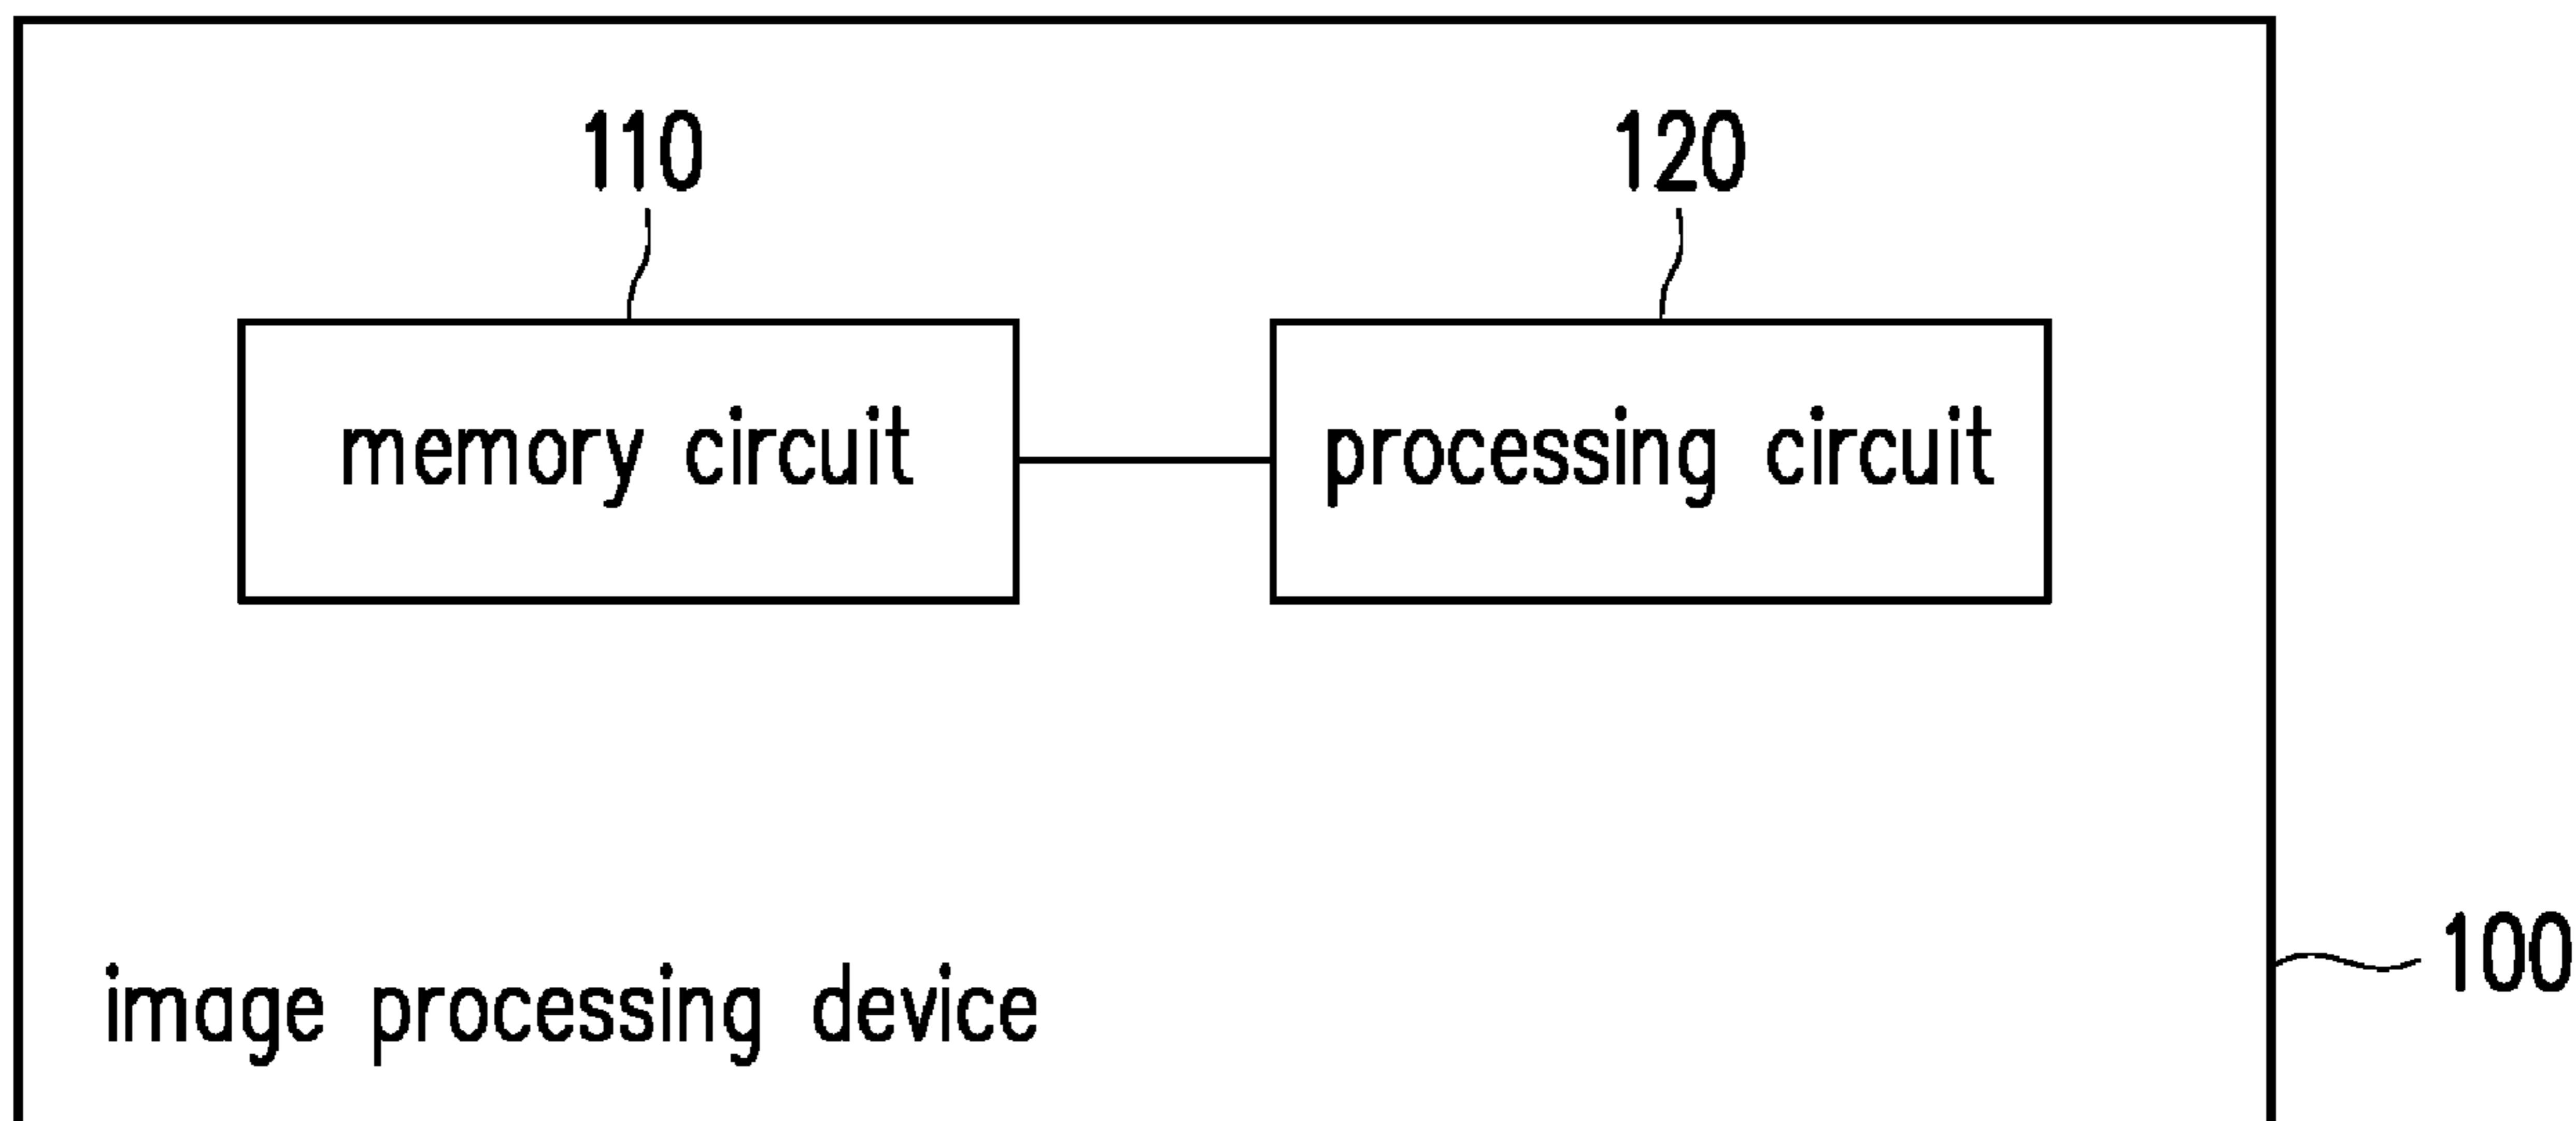 110
120
memory circuit
processing circuit
100
image processing device